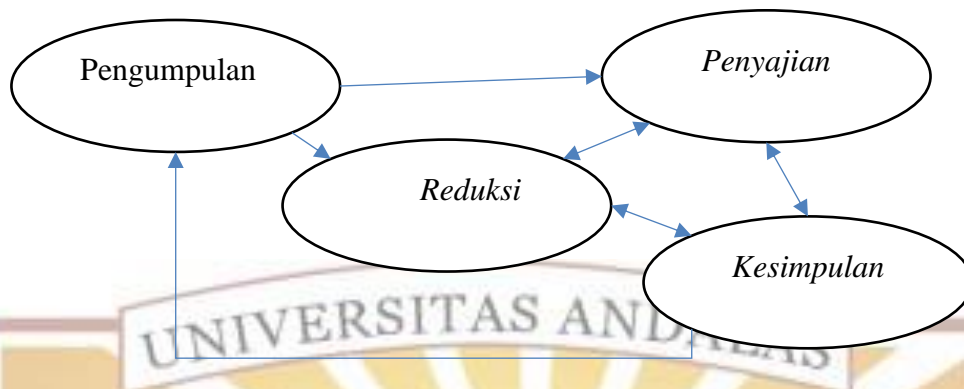 Pengumpulan
Penyajian
Reduksi
Kesimpulan
UNIVERSITAS ANDALAS